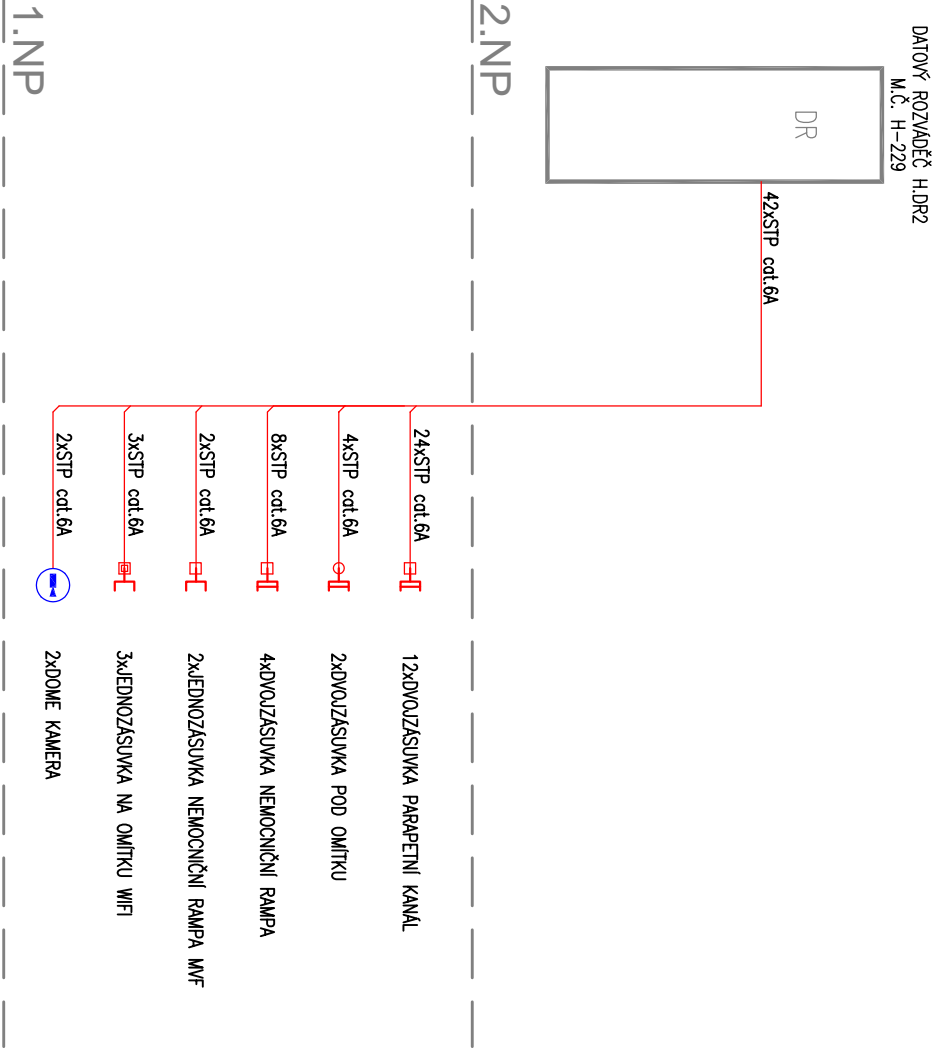 DATOVÝ ROZVÁDĚČ H.DR2
M.Č. H-229
DR
42xSTP cat.6A
2.NP
24xSTP cat.6A
12xDVOJZÁSUVKA PARAPETNÍ KANÁL
4xSTP cat.6A
2xDVOJZÁSUVKA POD OMÍTKU
8xSTP cat.6A
4xDVOJZÁSUVKA NEMOCNIČNÍ RAMPA
2xSTP cat.6A
2xJEDNOZÁSUVKA NEMOCNIČNÍ RAMPA MVF
3xSTP cat.6A
3xJEDNOZÁSUVKA NA OMÍTKU WIFI
2xSTP cat.6A
2xDOME KAMERA
1.NP